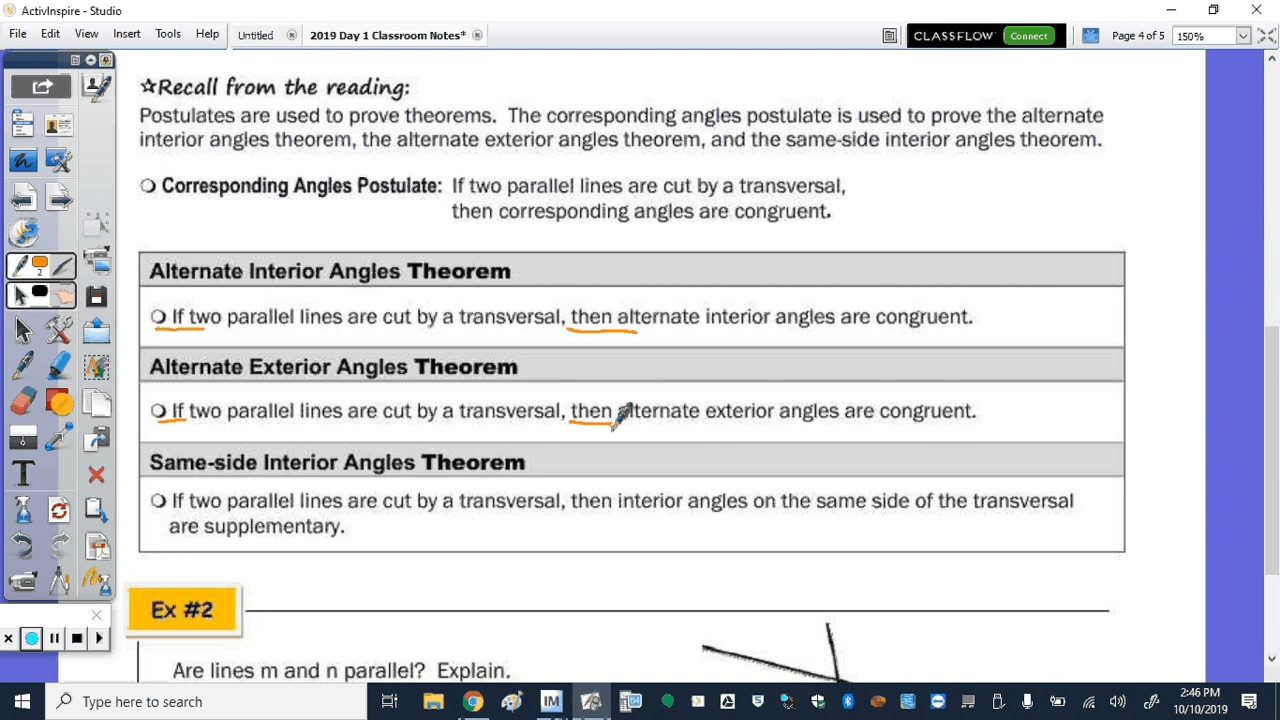 ActivInspire - Studio
File Edit View Insert Tools Help Untitled 2019 Day 1 Classroom Notes* CLASSFLOW Connect Page 4 of 5 150%
☆Recall from the reading:
Postulates are used to prove theorems. The corresponding angles postulate is used to prove the alternate
interior angles theorem, the alternate exterior angles theorem, and the same-side interior angles theorem.
Corresponding Angles Postulate: If two parallel lines are cut by a transversal,
then corresponding angles are congruent.
Alternate Interior Angles Theorem
If two parallel lines are cut by a transversal, then alternate interior angles are congruent.
Alternate Exterior Angles Theorem
If two parallel lines are cut by a transversal, then alternate exterior angles are congruent.
Same-side Interior Angles Theorem
If two parallel lines are cut by a transversal, then interior angles on the same side of the transversal
are supplementary.
Ex #2
Are lines m and n parallel? Explain.
Type here to search
2:46 PM
10/10/2019